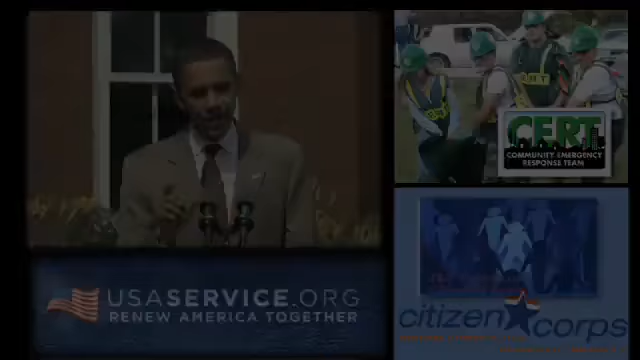 USASERVICE.ORG
RENEW AMERICA TOGETHER
CERT
COMMUNITY EMERGENCY
RESPONSE TEAM
citizen corps